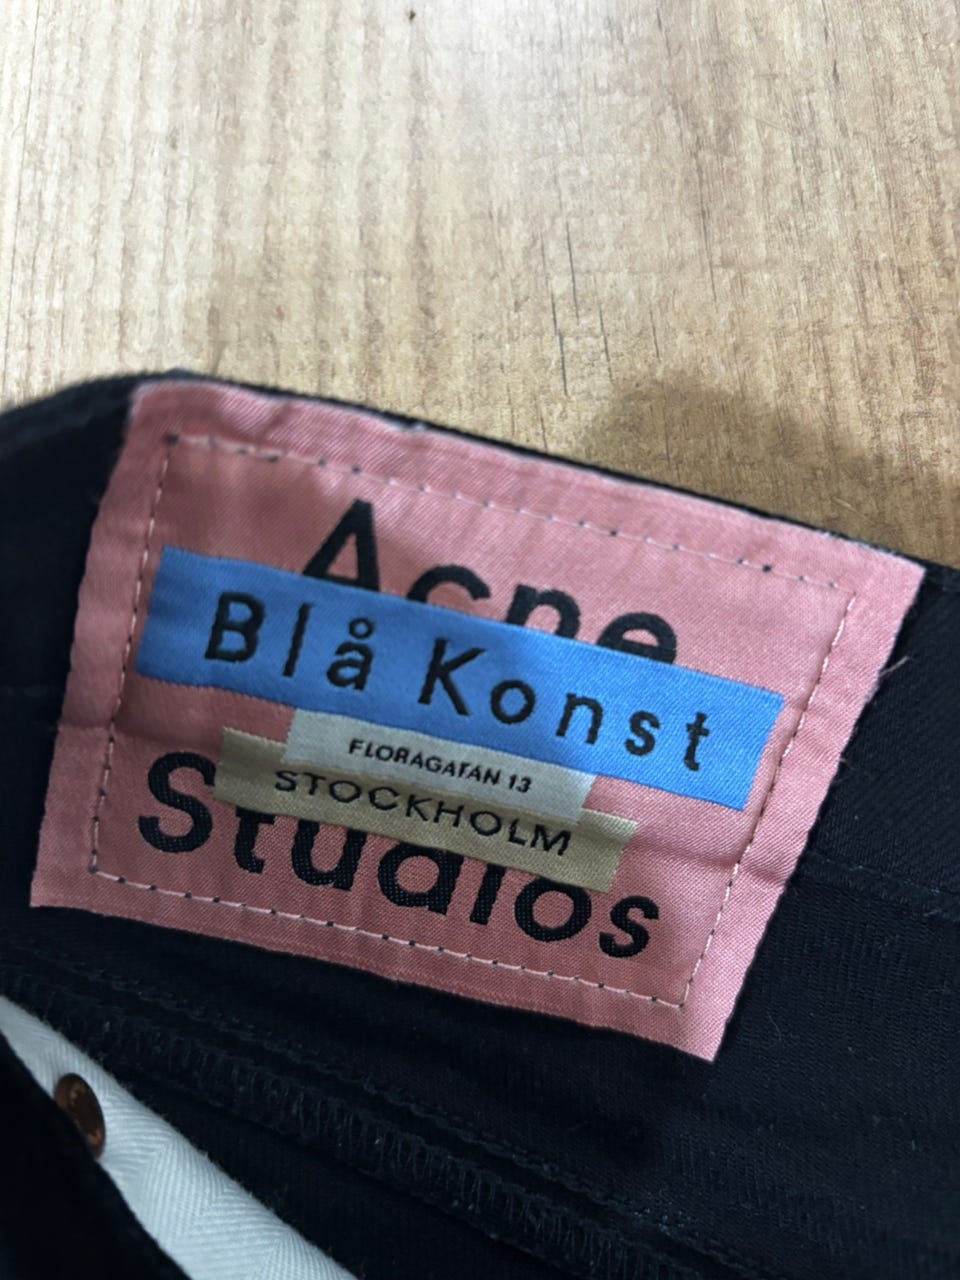 Acne
Blå Konst
FLORAGATAN 13
STOCKHOLM
Studios